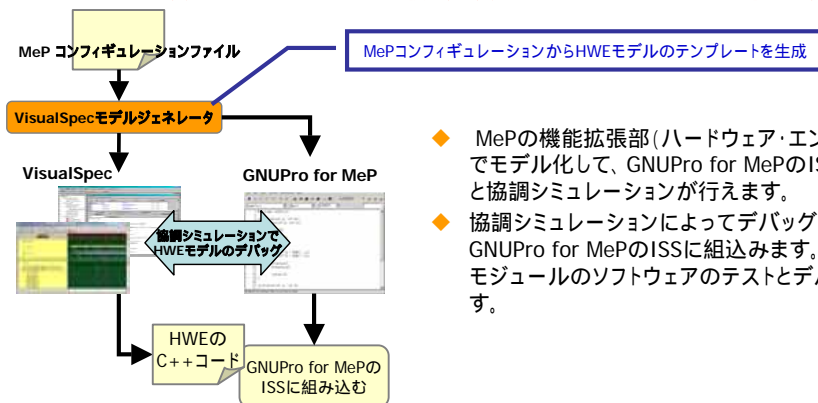 MeP コンフィギュレーションファイル
MePコンフィギュレーションからHWEモデルのテンプレートを生成
VisualSpecモデルジェネレータ
VisualSpec
GNUPro for MeP
協調シミュレーションで
HWEモデルのデバッグ
HWEの
C++コード
GNUPro for MePの
ISSに組み込む
MePの機能拡張部(ハードウェア･エン
でモデル化して、GNUPro for MePのIS
と協調シミュレーションが行えます。
協調シミュレーションによってデバッグ
GNUPro for MePのISSに組込みます。
モジュールのソフトウェアのテストとデバ
す。